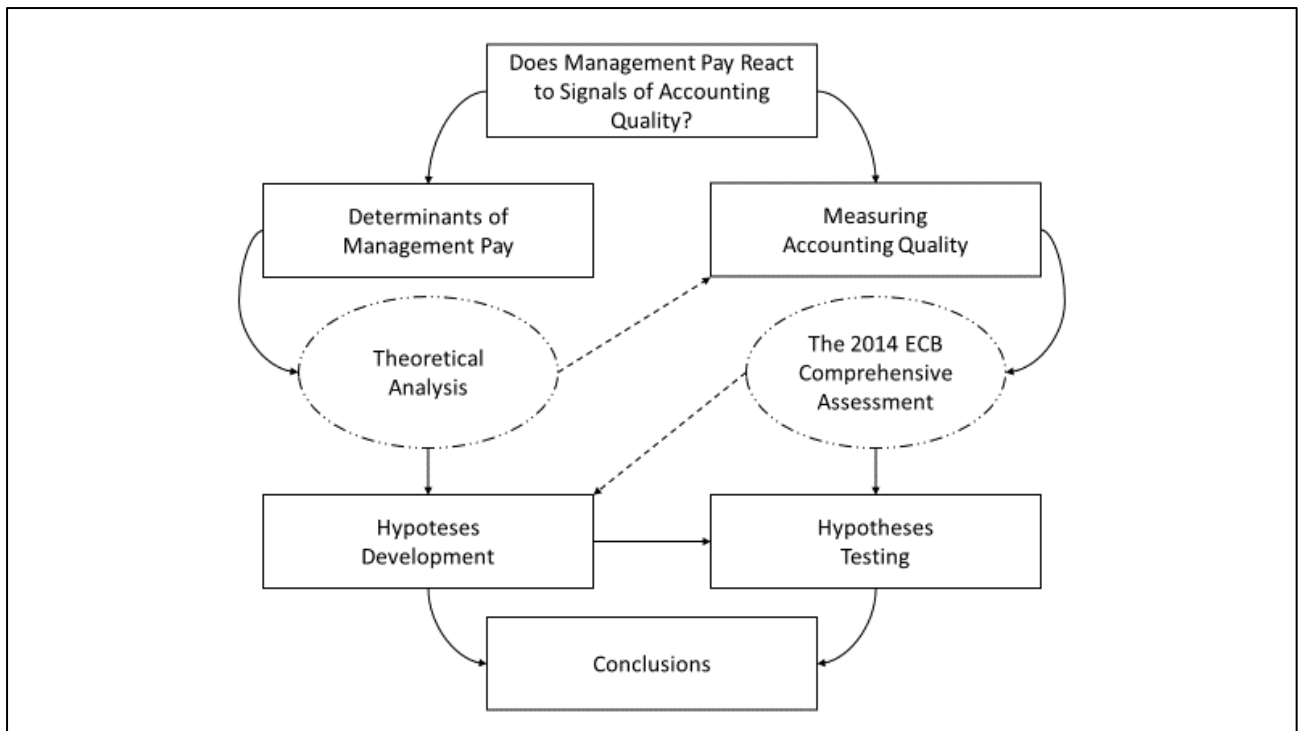 Does Management Pay React
to Signals of Accounting
Quality?
Determinants of
Management Pay
Measuring
Accounting Quality
Theoretical
Analysis
The 2014 ECB
Comprehensive
Assessment
Hypoteses
Development
Hypotheses
Testing
Conclusions